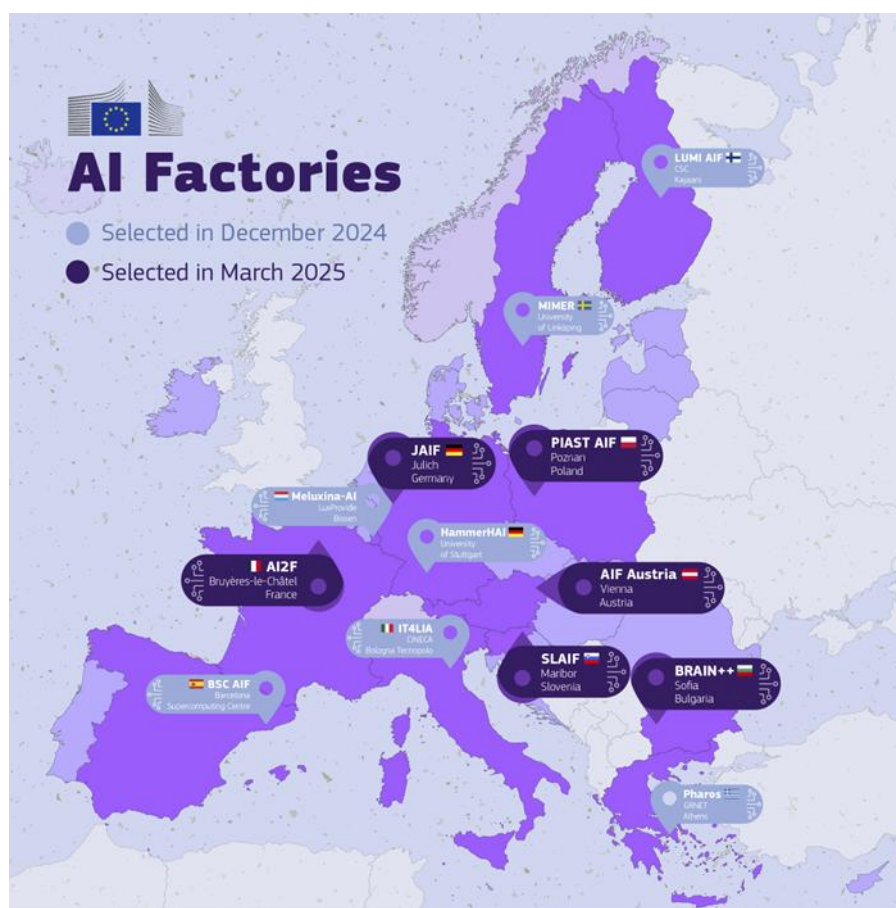 AI Factories
Selected in December 2024
Selected in March 2025
LUMI AIF
CSC
Kajaani
MIMER
University
of Linköping
JAIF
Julich
Germany
PIAST AIF
Poznan
Poland
Meluxina-AI
LuxProvide
Bissen
HammerHAI
University
of Stuttgart
AI2F
Bruyères-le-Châtel
France
AIF Austria
Vienna
Austria
IT4LIA
CINECA
Bologna Tecnopolo
SLAIF
Maribor
Slovenia
BRAIN++
Sofia
Bulgaria
BSC AIF
Barcelona
Supercomputing Centre
Pharos
GRNET
Athens